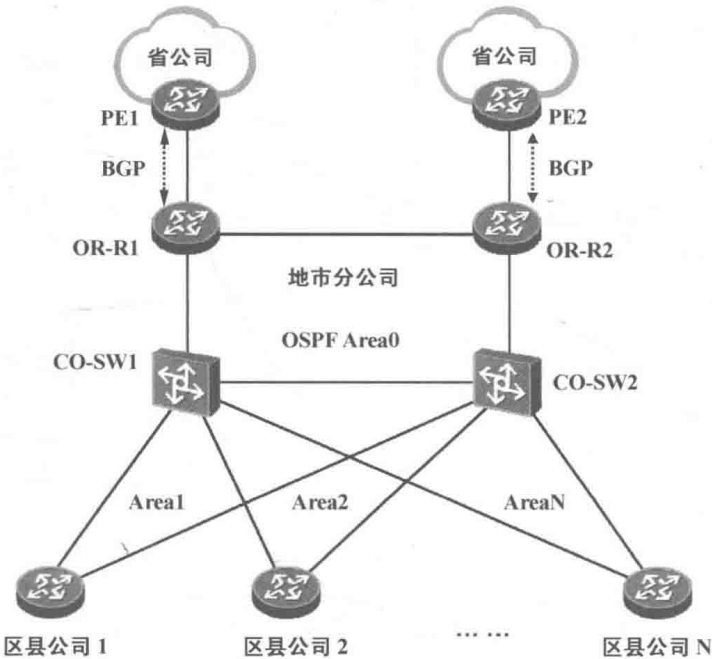 省公司
省公司
PE1
PE2
BGP
BGP
OR-R1
OR-R2
地市分公司
OSPF Area0
CO-SW1
CO-SW2
Area1
Area2
AreaN
区县公司 1
区县公司 2
… …
区县公司 N